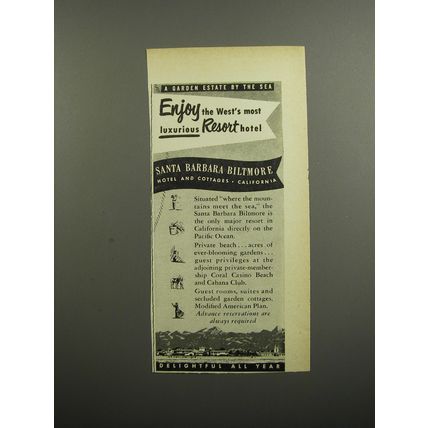 A GARDEN ESTATE BY THE SEA
Enjoy the West's most
luxurious Resort hotel
SANTA BARBARA BILTMORE
HOTEL AND COTTAGES • CALIFORNIA
Situated "where the moun-
tains meet the sea," the
Santa Barbara Biltmore is
the only major resort in
California directly on the
Pacific Ocean.
Private beach... acres of
ever-blooming gardens...
guest privileges at the
adjoining private-member-
ship Coral Casino Beach
and Cabana Club.
Guest rooms, suites and
secluded garden cottages.
Modified American Plan.
Advance reservations are
always required
DELIGHTFUL ALL YEAR